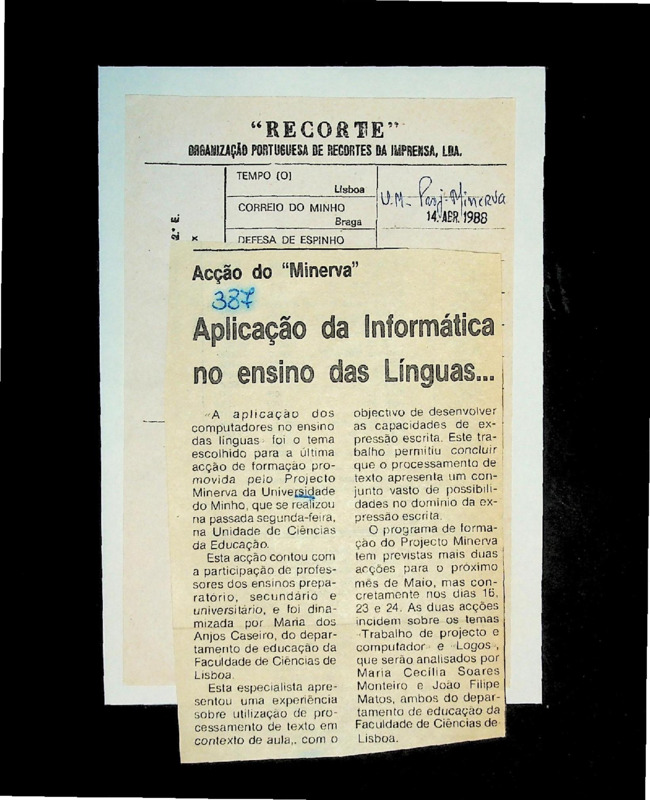 "RECORTE"
ORGANIZAÇÃO PORTUGUESA DE RECORTES DA IMPRENSA, LDA.
TEMPO (O)
Lisboa
CORREIO DO MINHO
Braga
DEFESA DE ESPINHO
2.ª E.
U.M. - Proj. Minerva
14. ABR. 1988
Acção do "Minerva"
387
Aplicação da Informática
no ensino das Línguas...
«A aplicação dos
computadores no ensino
das línguas» foi o tema
escolhido para a última
acção de formação pro-
movida pelo Projecto
Minerva da Universidade
do Minho, que se realizou
na passada segunda-feira,
na Unidade de Ciências
da Educação.
Esta acção contou com
a participação de profes-
sores dos ensinos prepa-
ratório, secundário e
universitário, e foi dina-
mizada por Maria dos
Anjos Caseiro, do depar-
tamento de educação da
Faculdade de Ciências de
Lisboa.
Esta especialista apre-
sentou uma experiência
sobre utilização de pro-
cessamento de texto em
contexto de aula,. com o
objectivo de desenvolver
as capacidades de ex-
pressão escrita. Este tra-
balho permitiu concluir
que o processamento de
texto apresenta um con-
junto vasto de possibili-
dades no domínio da ex-
pressão escrita.
O programa de forma-
ção do Projecto Minerva
tem previstas mais duas
acções para o próximo
mês de Maio, mas con-
cretamente nos dias 16,
23 e 24. As duas acções
incidem sobre os temas
«Trabalho de projecto e
computador» e «Logos»,
que serão analisados por
Maria Cecília Soares
Monteiro e João Filipe
Matos, ambos do depar-
tamento de educação da
Faculdade de Ciências de
Lisboa.